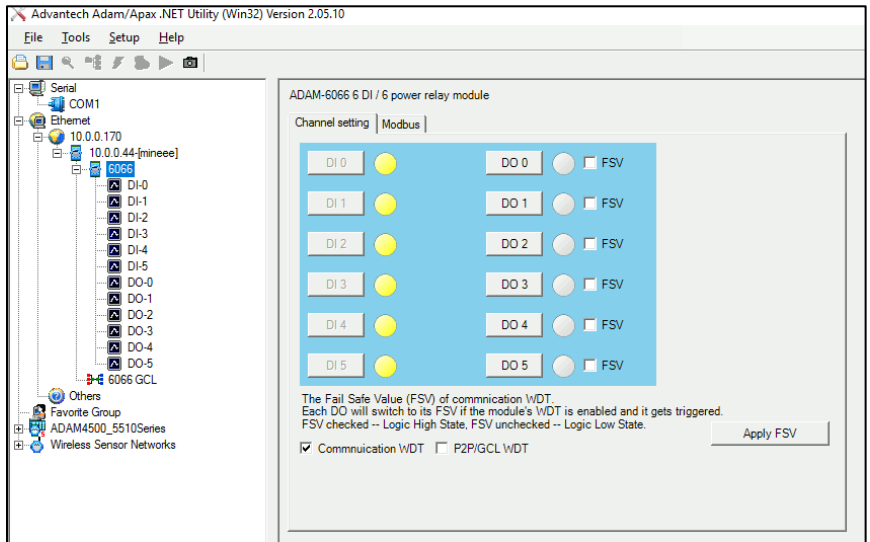 Advantech Adam/Apax .NET Utility (Win32) Version 2.05.10
File Tools Setup Help
Serial
COM1
Ethernet
10.0.0.170
10.0.0.44-[mineee]
6066
DI-0
DI-1
DI-2
DI-3
DI-4
DI-5
DO-0
DO-1
DO-2
DO-3
DO-4
DO-5
6066 GCL
Others
Favorite Group
ADAM4500_5510Series
Wireless Sensor Networks
ADAM-6066 6 DI / 6 power relay module
Channel setting Modbus
DI 0 DO 0 FSV
DI 1 DO 1 FSV
DI 2 DO 2 FSV
DI 3 DO 3 FSV
DI 4 DO 4 FSV
DI 5 DO 5 FSV
The Fail Safe Value (FSV) of commnication WDT.
Each DO will switch to its FSV if the module's WDT is enabled and it gets triggered.
FSV checked -- Logic High State, FSV unchecked -- Logic Low State.
Apply FSV
Commnuication WDT P2P/GCL WDT